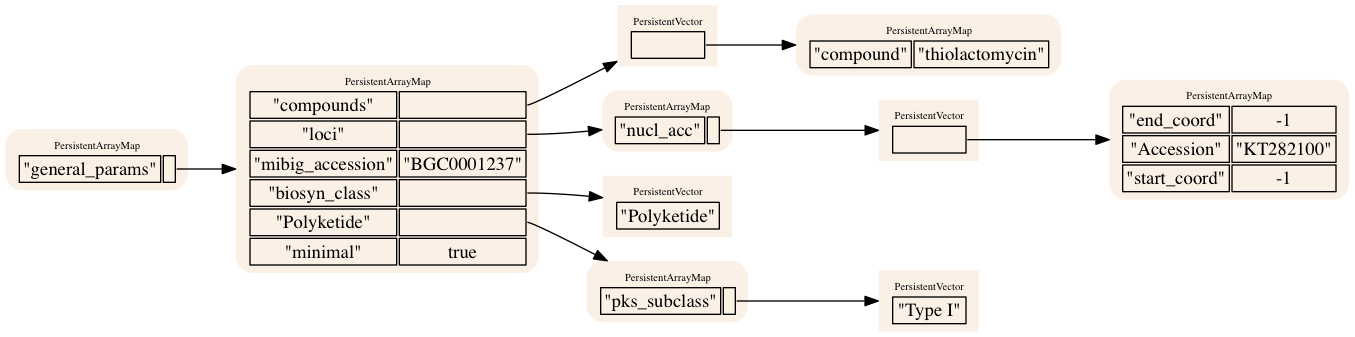 PersistentArrayMap
"general_params"
PersistentArrayMap
"compounds"
"loci"
"mibig_accession" "BGC0001237"
"biosyn_class"
"Polyketide"
"minimal" true
PersistentVector
PersistentArrayMap
"compound" "thiolactomycin"
PersistentArrayMap
"nucl_acc"
PersistentVector
PersistentArrayMap
"end_coord" -1
"Accession" "KT282100"
"start_coord" -1
PersistentVector
"Polyketide"
PersistentArrayMap
"pks_subclass"
PersistentVector
"Type I"